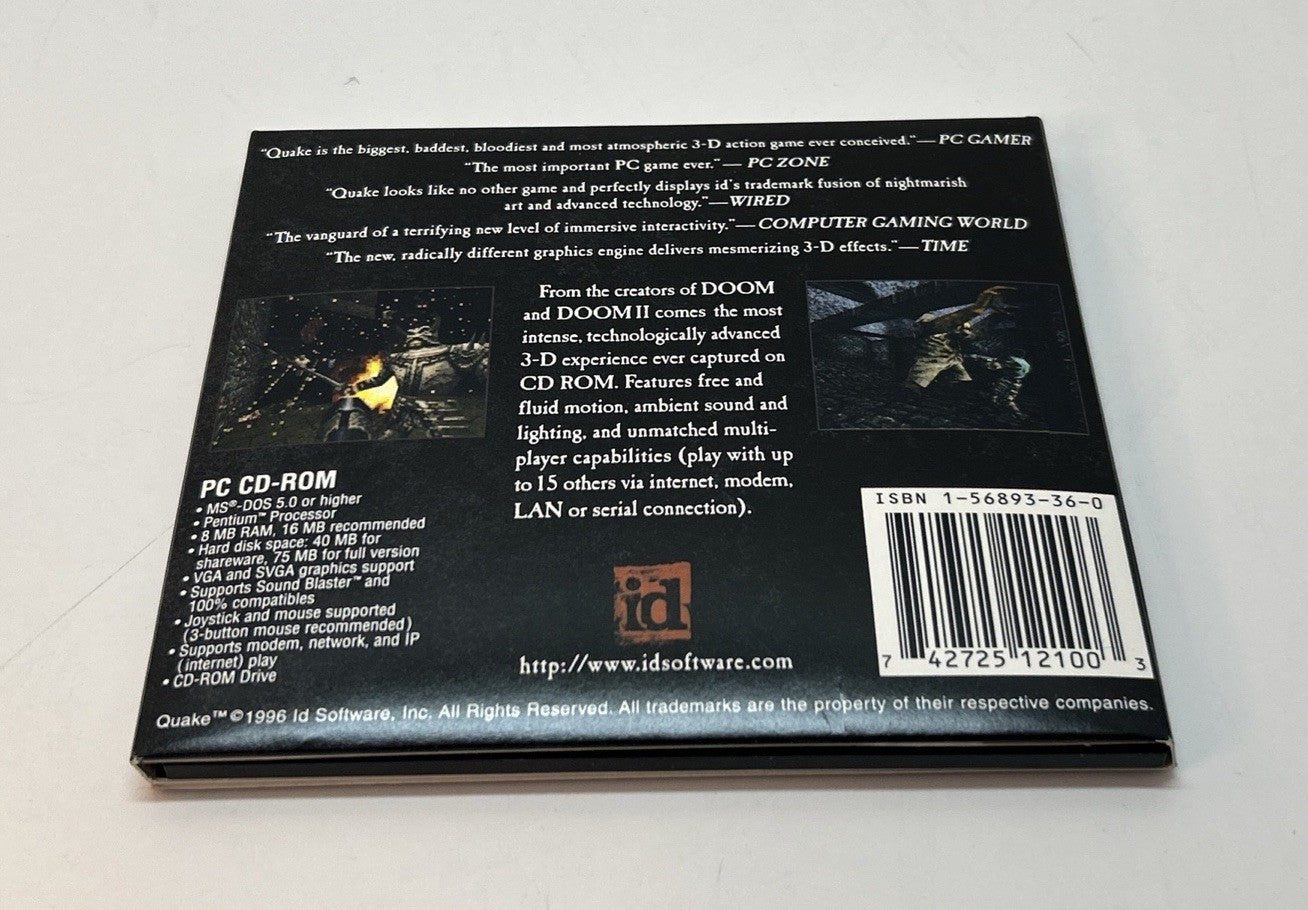 "Quake is the biggest, baddest, bloodiest and most atmospheric 3-D action game ever conceived."—PC GAMER
"The most important PC game ever."— PC ZONE
"Quake looks like no other game and perfectly displays id's trademark fusion of nightmarish
art and advanced technology."—WIRED
"The vanguard of a terrifying new level of immersive interactivity."—COMPUTER GAMING WORLD
"The new, radically different graphics engine delivers mesmerizing 3-D effects."—TIME
From the creators of DOOM
and DOOM II comes the most
intense, technologically advanced
3-D experience ever captured on
CD ROM. Features free and
fluid motion, ambient sound and
lighting, and unmatched multi-
player capabilities (play with up
to 15 others via internet, modem,
LAN or serial connection).
PC CD-ROM
• MS®-DOS 5.0 or higher
• Pentium™ Processor
• 8 MB RAM, 16 MB recommended
• Hard disk space: 40 MB for
shareware, 75 MB for full version
• VGA and SVGA graphics support
• Supports Sound Blaster™ and
100% compatibles
• Joystick and mouse supported
(3-button mouse recommended)
• Supports modem, network, and IP
(internet) play
• CD-ROM Drive
id
http://www.idsoftware.com
ISBN 1-56893-36-0
7 42725 12100 3
Quake™©1996 Id Software, Inc. All Rights Reserved. All trademarks are the property of their respective companies.